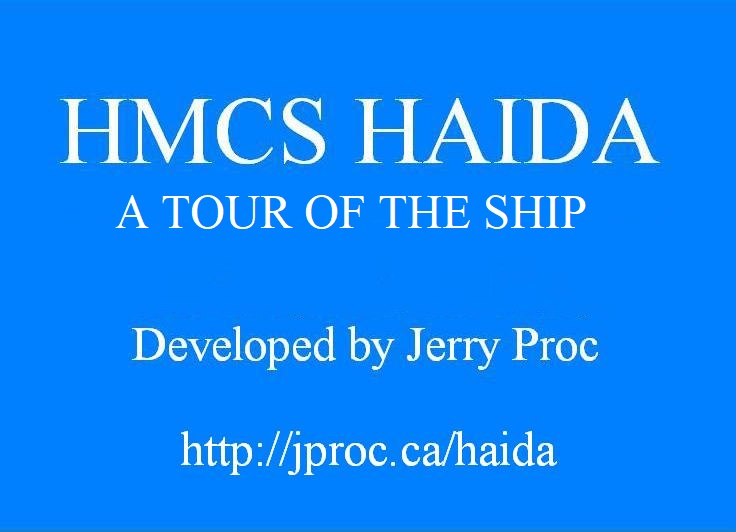 HMCS HAIDA
A TOUR OF THE SHIP
Developed by Jerry Proc
http://jproc.ca/haida